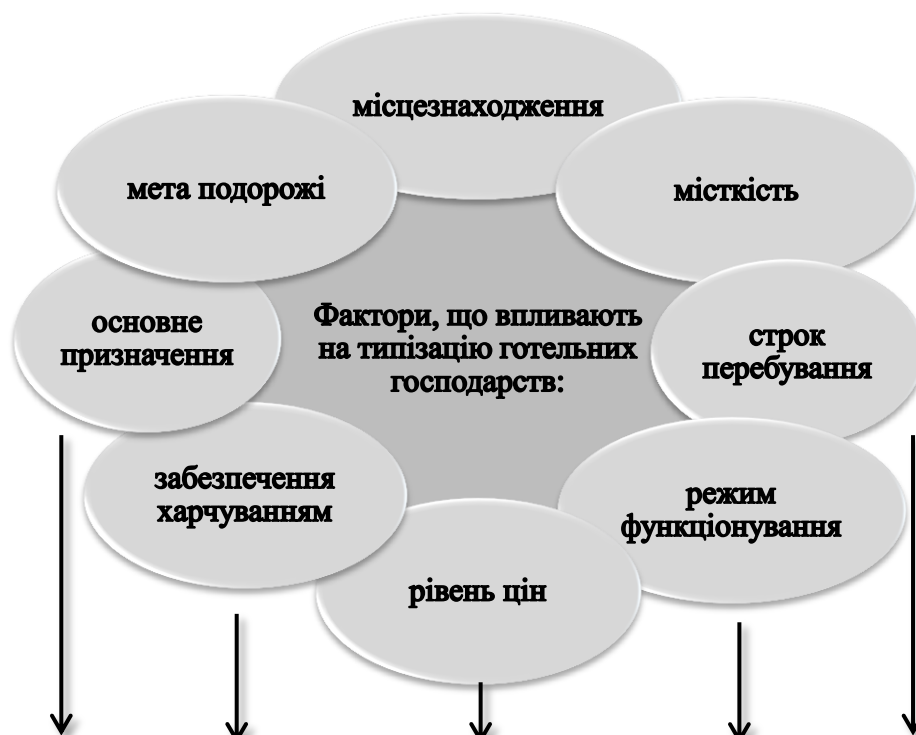 місцезнаходження
мета подорожі
місткість
основне
призначення
Фактори, що впливають
на типізацію готельних
господарств:
строк
перебування
забезпечення
харчуванням
режим
функціонування
рівень цін